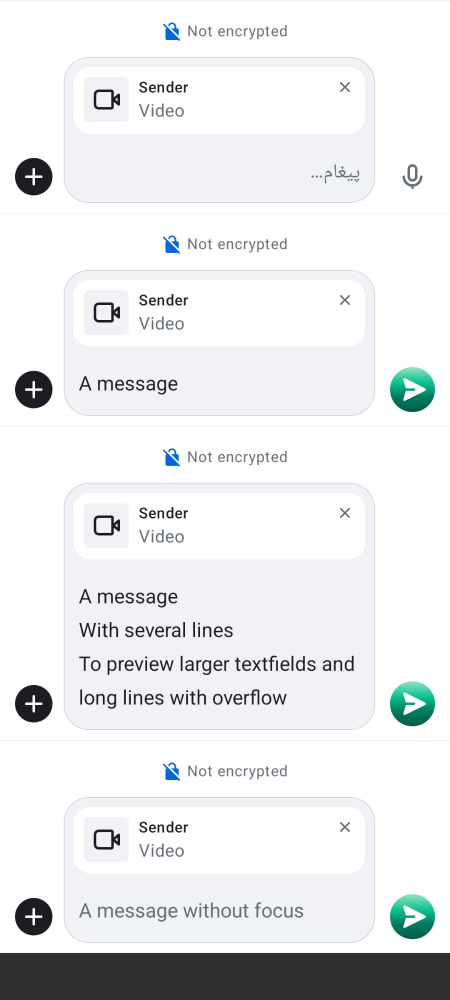 Not encrypted
Sender
Video
پیغام...
Not encrypted
Sender
Video
A message
Not encrypted
Sender
Video
A message
With several lines
To preview larger textfields and
long lines with overflow
Not encrypted
Sender
Video
A message without focus